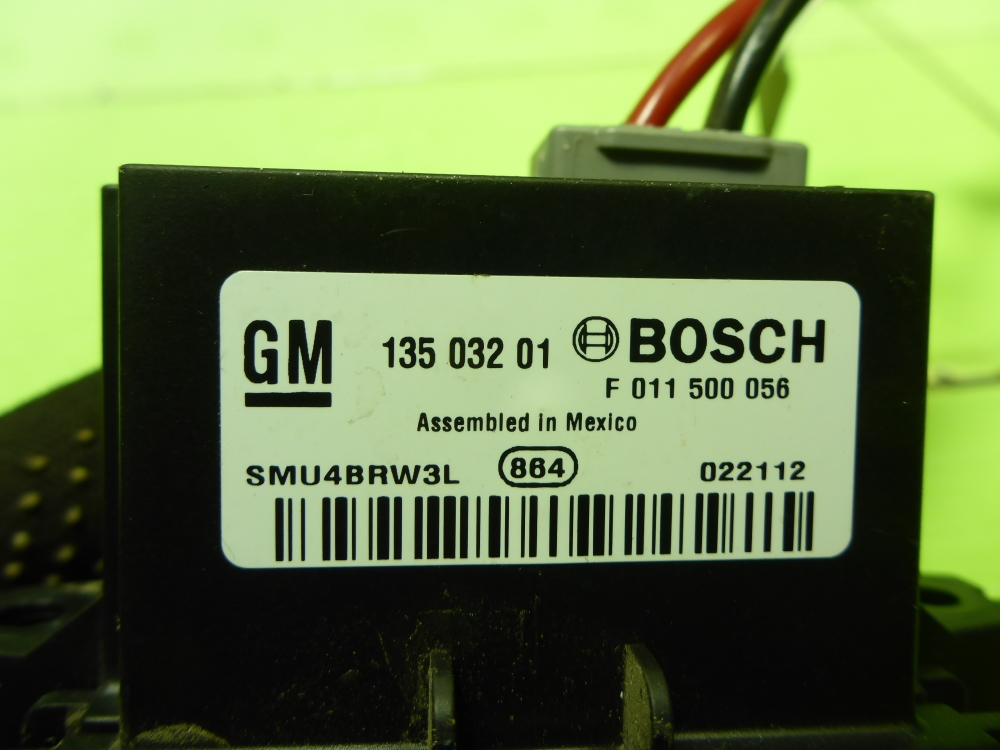 GM 135 032 01 BOSCH
F 011 500 056
Assembled in Mexico
SMU4BRW3L 864 022112